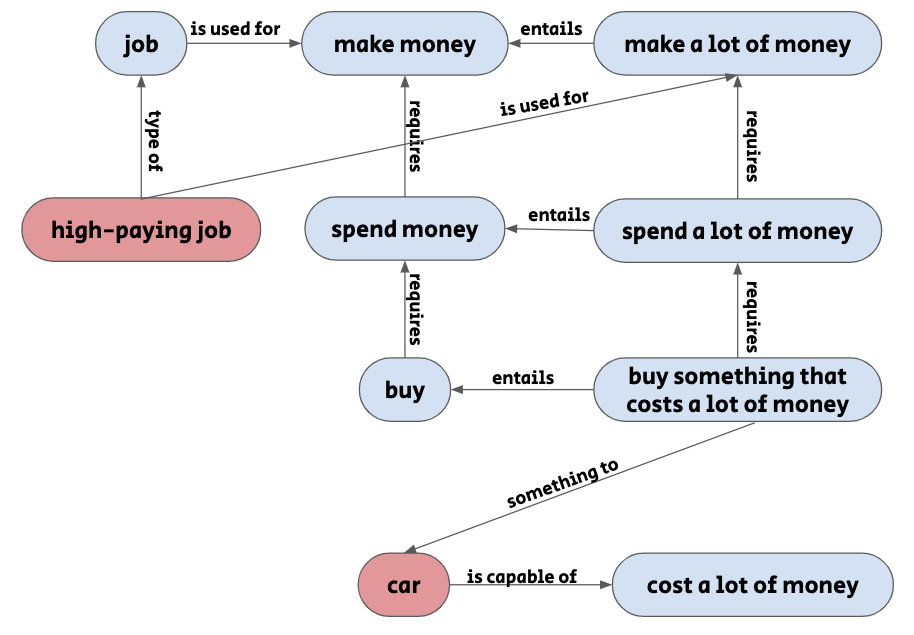 job
is used for
make money
entails
make a lot of money
type of
requires
is used for
requires
high-paying job
spend money
entails
spend a lot of money
requires
requires
buy
entails
buy something that
costs a lot of money
something to
car
is capable of
cost a lot of money